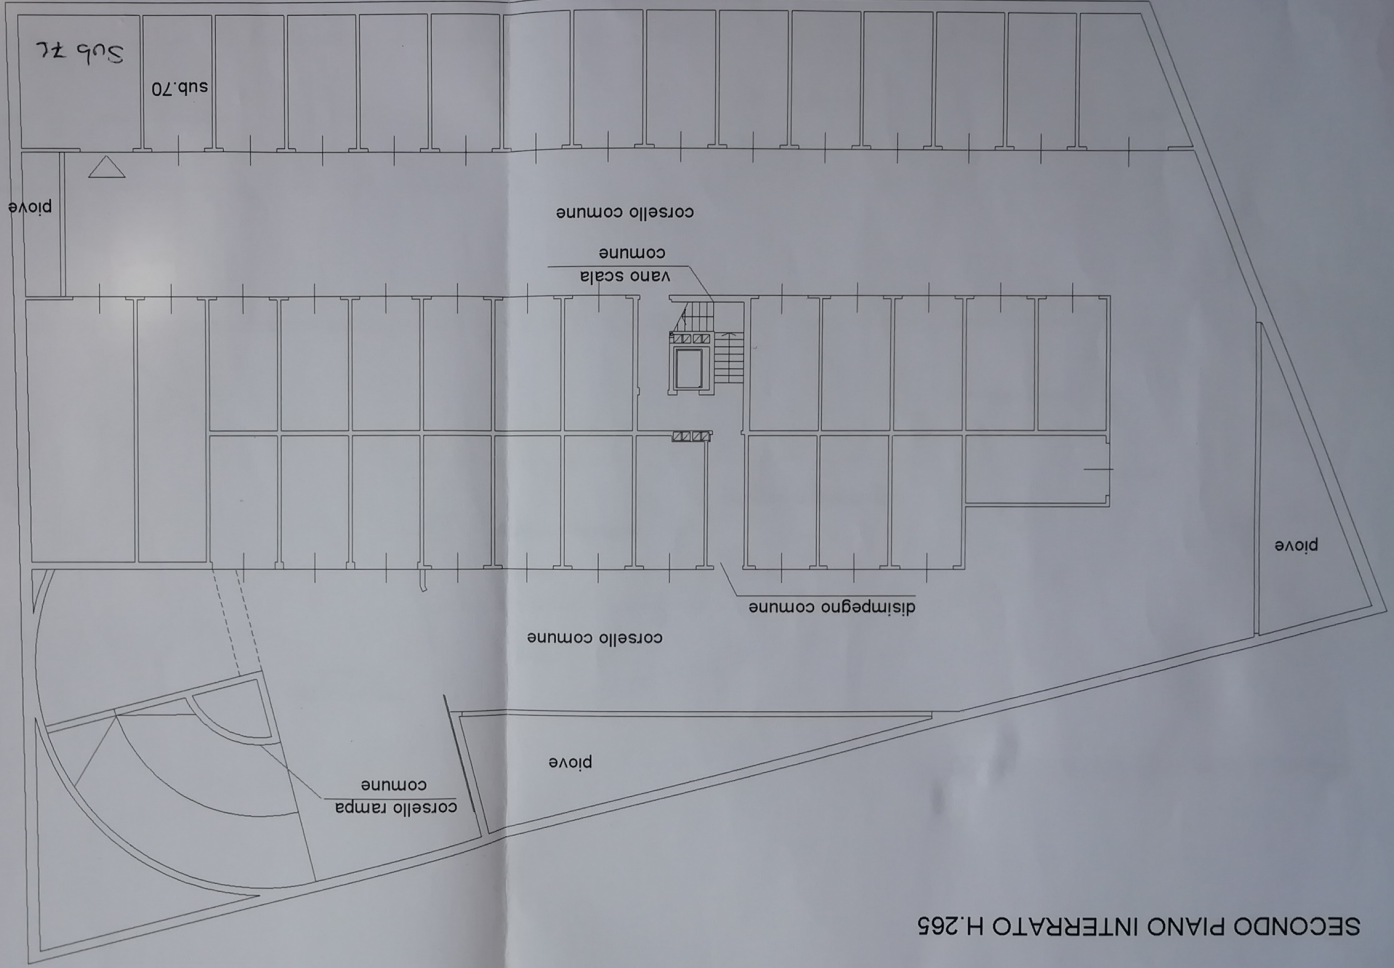 SECONDO PIANO INTERRATO H.265
corsello rampa
comune
piove
corsello comune
disimpegno comune
piove
vano scala
comune
corsello comune
piove
sub.70
Sub 71